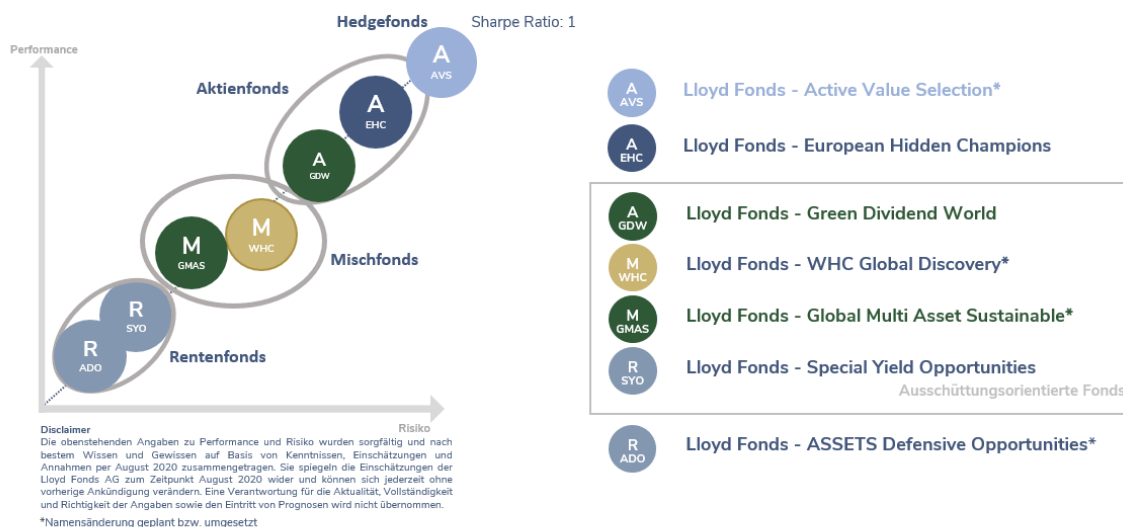 Hedgefonds
Sharpe Ratio: 1
Performance
A
AVS
Aktienfonds
A
EHC
A
GDW
M
WHC
M
GMAS
Mischfonds
R
SYO
R
ADO
Rentenfonds
Risiko
Disclaimer
Die obenstehenden Angaben zu Performance und Risiko wurden sorgfältig und nach
bestem Wissen und Gewissen auf Basis von Kenntnissen, Einschätzungen und
Annahmen per August 2020 zusammengetragen. Sie spiegeln die Einschätzungen der
Lloyd Fonds AG zum Zeitpunkt August 2020 wider und können sich jederzeit ohne
vorherige Ankündigung verändern. Eine Verantwortung für die Aktualität, Vollständigkeit
und Richtigkeit der Angaben sowie den Eintritt von Prognosen wird nicht übernommen.
*Namensänderung geplant bzw. umgesetzt
A
AVS
Lloyd Fonds - Active Value Selection*
A
EHC
Lloyd Fonds - European Hidden Champions
A
GDW
Lloyd Fonds - Green Dividend World
M
WHC
Lloyd Fonds - WHC Global Discovery*
M
GMAS
Lloyd Fonds - Global Multi Asset Sustainable*
R
SYO
Lloyd Fonds - Special Yield Opportunities
Ausschüttungsorientierte Fonds
R
ADO
Lloyd Fonds - ASSETS Defensive Opportunities*